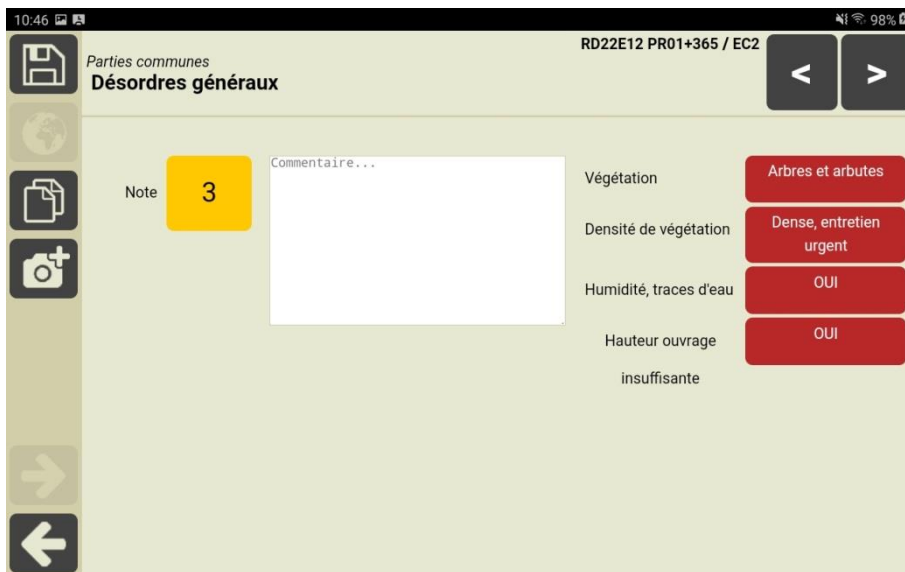 10:46
98%
RD22E12 PR01+365 / EC2
Parties communes
Désordres généraux
<
>
Note
3
Commentaire...
Végétation
Arbres et arbutes
Densité de végétation
Dense, entretien
urgent
Humidité, traces d'eau
OUI
Hauteur ouvrage
insuffisante
OUI